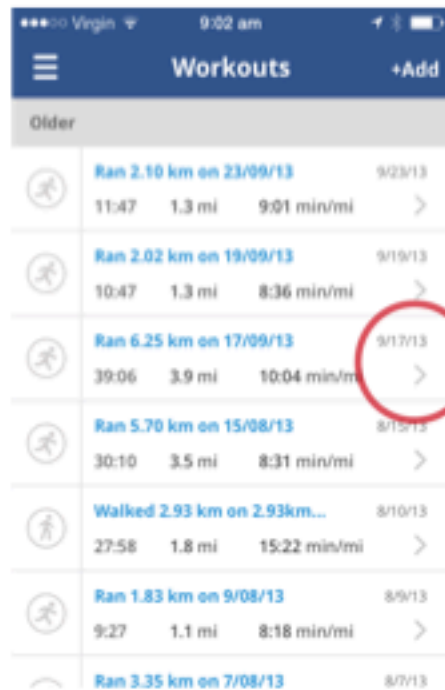 Virgin 9:02 am
Workouts +Add
Older
Ran 2.10 km on 23/09/13 9/23/13
11:47 1.3 mi 9:01 min/mi
Ran 2.02 km on 19/09/13 9/19/13
10:47 1.3 mi 8:36 min/mi
Ran 6.25 km on 17/09/13 9/17/13
39:06 3.9 mi 10:04 min/m
Ran 5.70 km on 15/08/13 8/15/13
30:10 3.5 mi 8:31 min/mi
Walked 2.93 km on 2.93km... 8/10/13
27:58 1.8 mi 15:22 min/mi
Ran 1.83 km on 9/08/13 8/9/13
9:27 1.1 mi 8:18 min/mi
Ran 3.35 km on 7/08/13 8/7/13